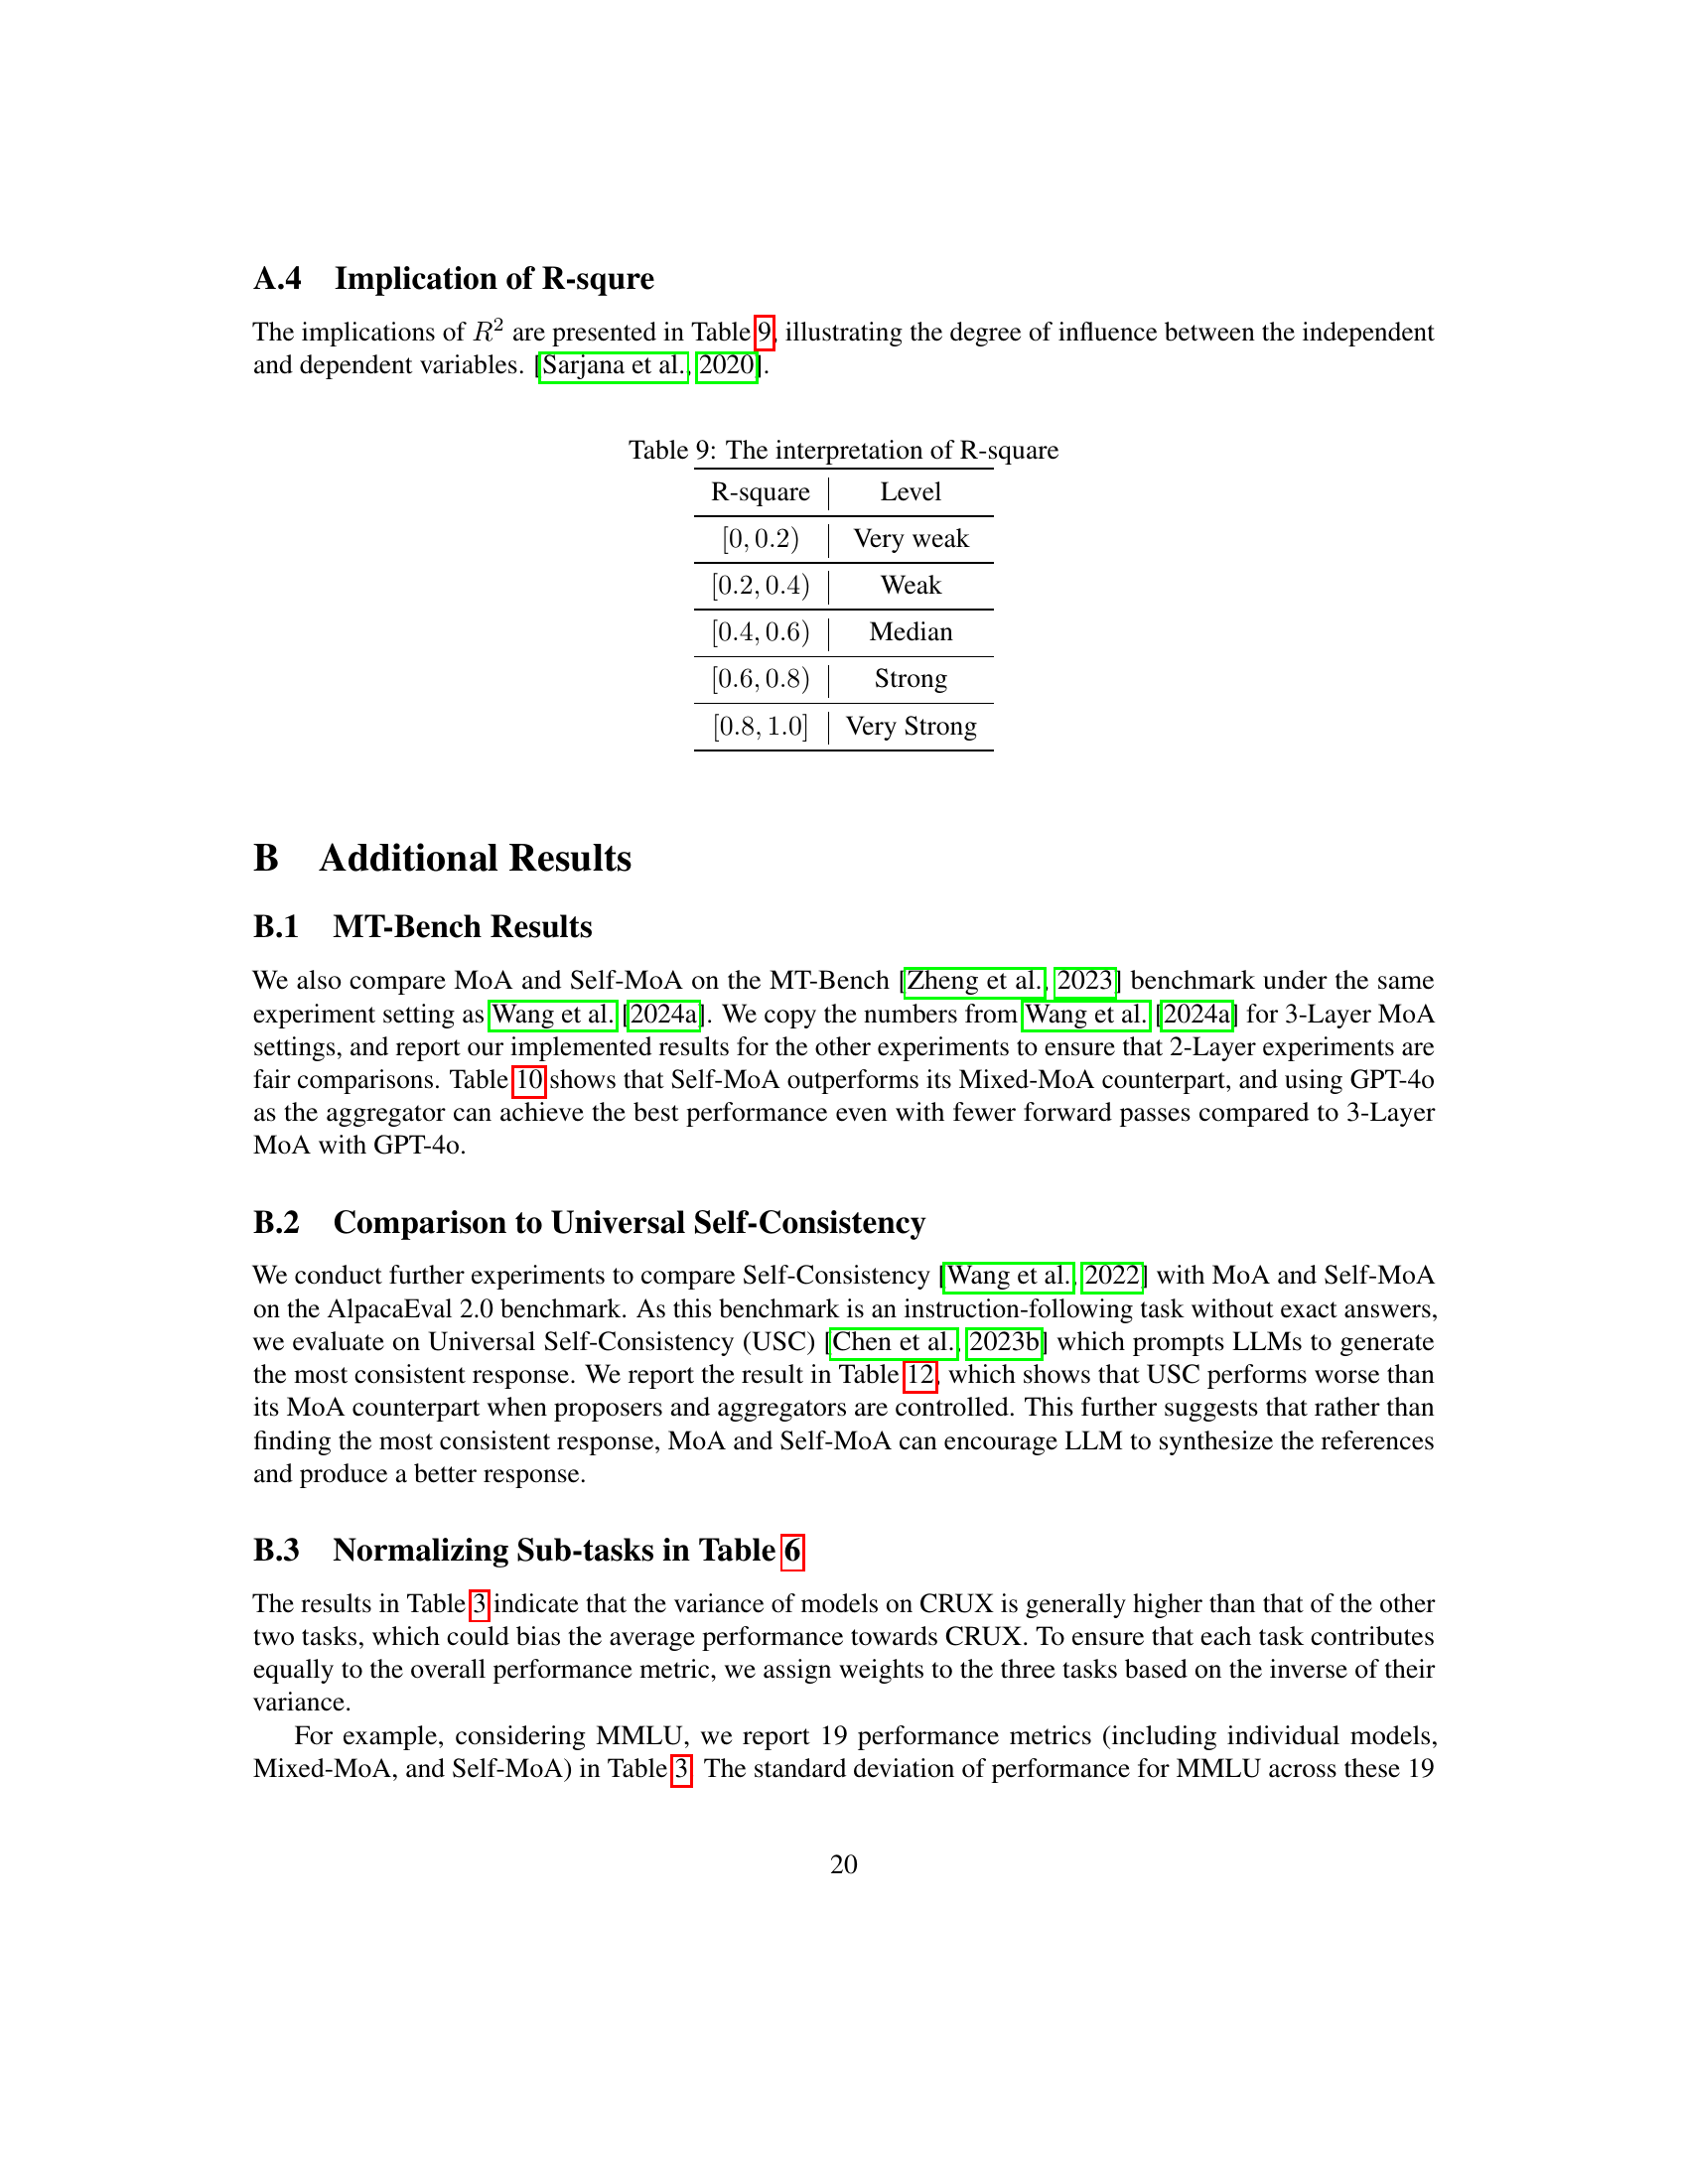 A.4 Implication of R-squre
The implications of R² are presented in Table 9, illustrating the degree of influence between the independent
and dependent variables. [Sarjana et al., 2020].
Table 9: The interpretation of R-square
R-square | Level
[0, 0.2) | Very weak
[0.2, 0.4) | Weak
[0.4, 0.6) | Median
[0.6, 0.8) | Strong
[0.8, 1.0] | Very Strong
B Additional Results
B.1 MT-Bench Results
We also compare MoA and Self-MoA on the MT-Bench [Zheng et al., 2023] benchmark under the same
experiment setting as Wang et al. [2024a]. We copy the numbers from Wang et al. [2024a] for 3-Layer MoA
settings, and report our implemented results for the other experiments to ensure that 2-Layer experiments are
fair comparisons. Table 10 shows that Self-MoA outperforms its Mixed-MoA counterpart, and using GPT-4o
as the aggregator can achieve the best performance even with fewer forward passes compared to 3-Layer
MoA with GPT-4o.
B.2 Comparison to Universal Self-Consistency
We conduct further experiments to compare Self-Consistency [Wang et al., 2022] with MoA and Self-MoA
on the AlpacaEval 2.0 benchmark. As this benchmark is an instruction-following task without exact answers,
we evaluate on Universal Self-Consistency (USC) [Chen et al., 2023b] which prompts LLMs to generate
the most consistent response. We report the result in Table 12, which shows that USC performs worse than
its MoA counterpart when proposers and aggregators are controlled. This further suggests that rather than
finding the most consistent response, MoA and Self-MoA can encourage LLM to synthesize the references
and produce a better response.
B.3 Normalizing Sub-tasks in Table 6
The results in Table 3 indicate that the variance of models on CRUX is generally higher than that of the other
two tasks, which could bias the average performance towards CRUX. To ensure that each task contributes
equally to the overall performance metric, we assign weights to the three tasks based on the inverse of their
variance.
For example, considering MMLU, we report 19 performance metrics (including individual models,
Mixed-MoA, and Self-MoA) in Table 3. The standard deviation of performance for MMLU across these 19
20